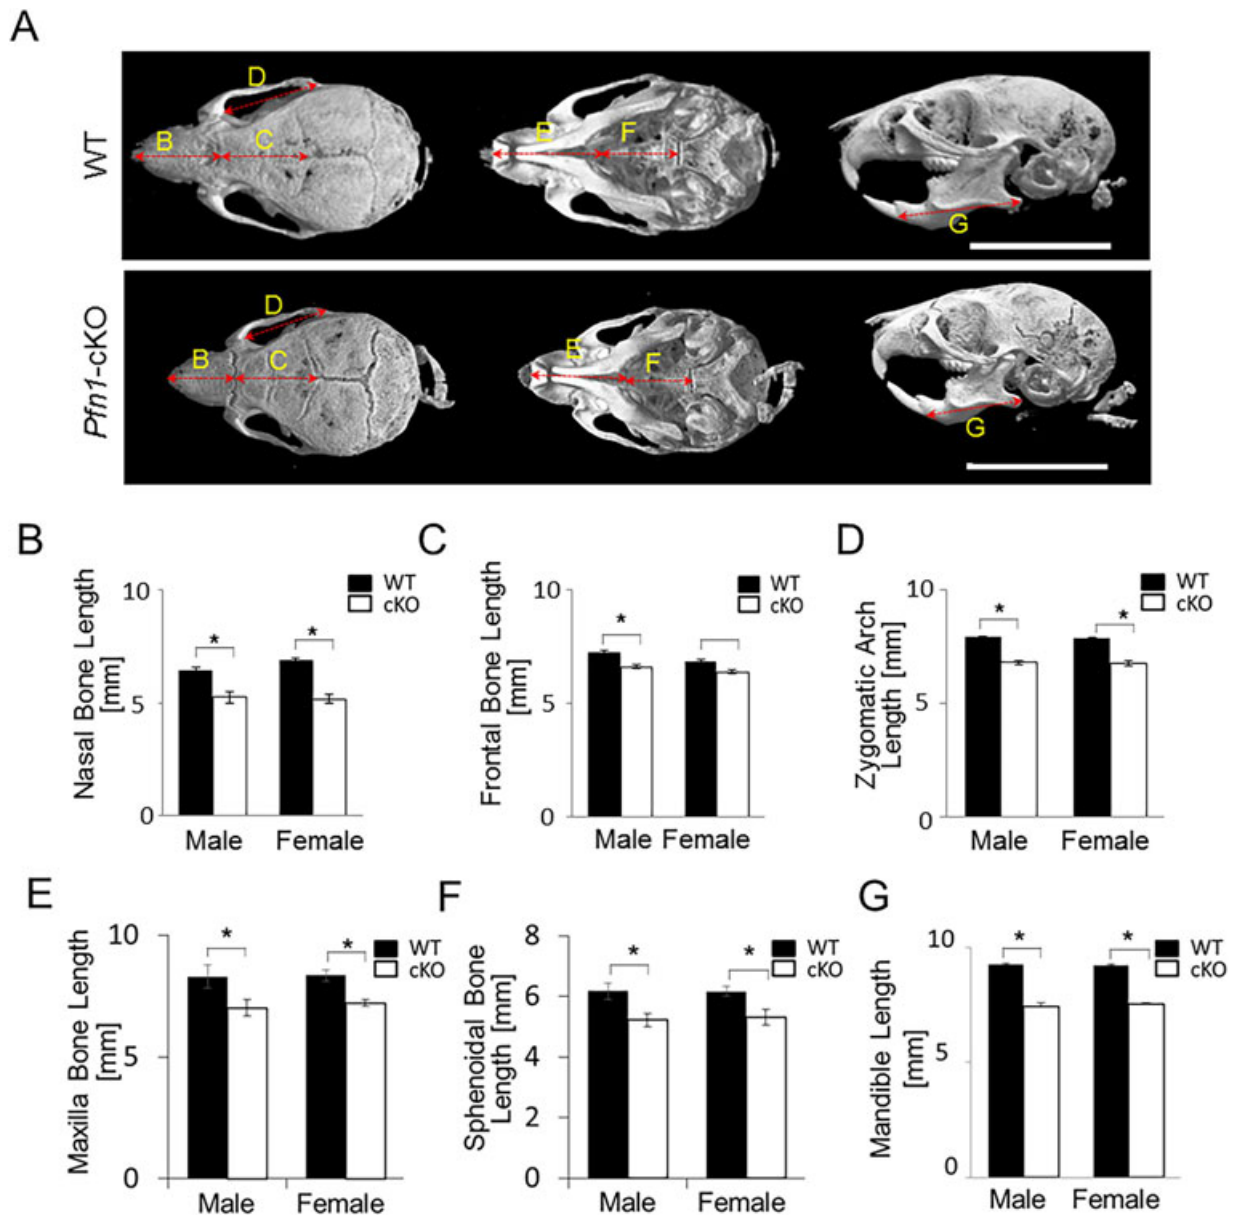 A
WT
D
B
C
E
F
G
Pfn1-cKO
D
B
C
E
F
G
B
Nasal Bone Length
[mm]
10
5
0
*
*
WT
cKO
Male
Female
C
Frontal Bone Length
[mm]
10
5
0
*
WT
cKO
Male
Female
D
Zygomatic Arch
Length [mm]
10
5
0
*
*
WT
cKO
Male
Female
E
Maxilla Bone Length
[mm]
10
5
0
*
*
WT
cKO
Male
Female
F
Sphenoidal Bone
Length [mm]
8
6
4
2
0
*
*
WT
cKO
Male
Female
G
Mandible Length
[mm]
10
5
0
*
*
WT
cKO
Male
Female